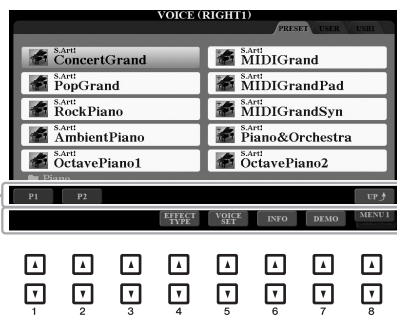 VOICE (RIGHT1)
PRESET USER USB1
S.Art!
ConcertGrand
S.Art!
MIDIGrand
S.Art!
PopGrand
S.Art!
MIDIGrandPad
S.Art!
RockPiano
S.Art!
MIDIGrandSyn
S.Art!
AmbientPiano
S.Art!
Piano&Orchestra
S.Art!
OctavePiano1
S.Art!
OctavePiano2
Piano
P1 P2 UP
EFFECT TYPE VOICE SET INFO DEMO MENU 1
1 2 3 4 5 6 7 8